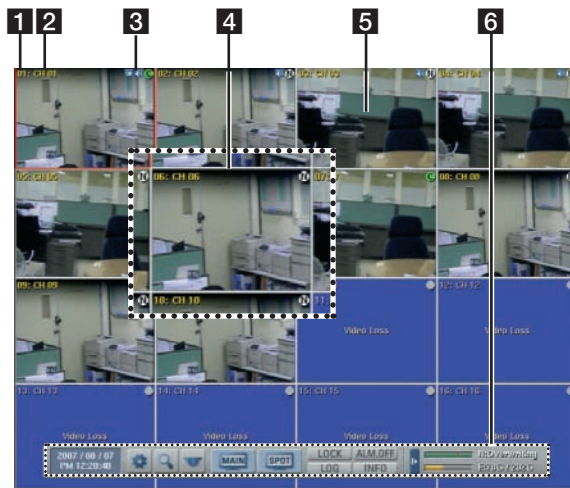 1 2 3 4 5 6
01: CH 01
02: CH 02
03: CH 03
04: CH 04
05: CH 05
06: CH 06
07:
08: CH 08
09: CH 09
10: CH 10
11:
12: CH 12
Video Loss
Video Loss
13: CH 13
14: CH 14
15: CH 15
16: CH 16
Video Loss
Video Loss
Video Loss
Video Loss
2007 / 08 / 07
PM 12:20:40
MAIN
SPOT
LOCK
ALM.OFF
LOG
INFO